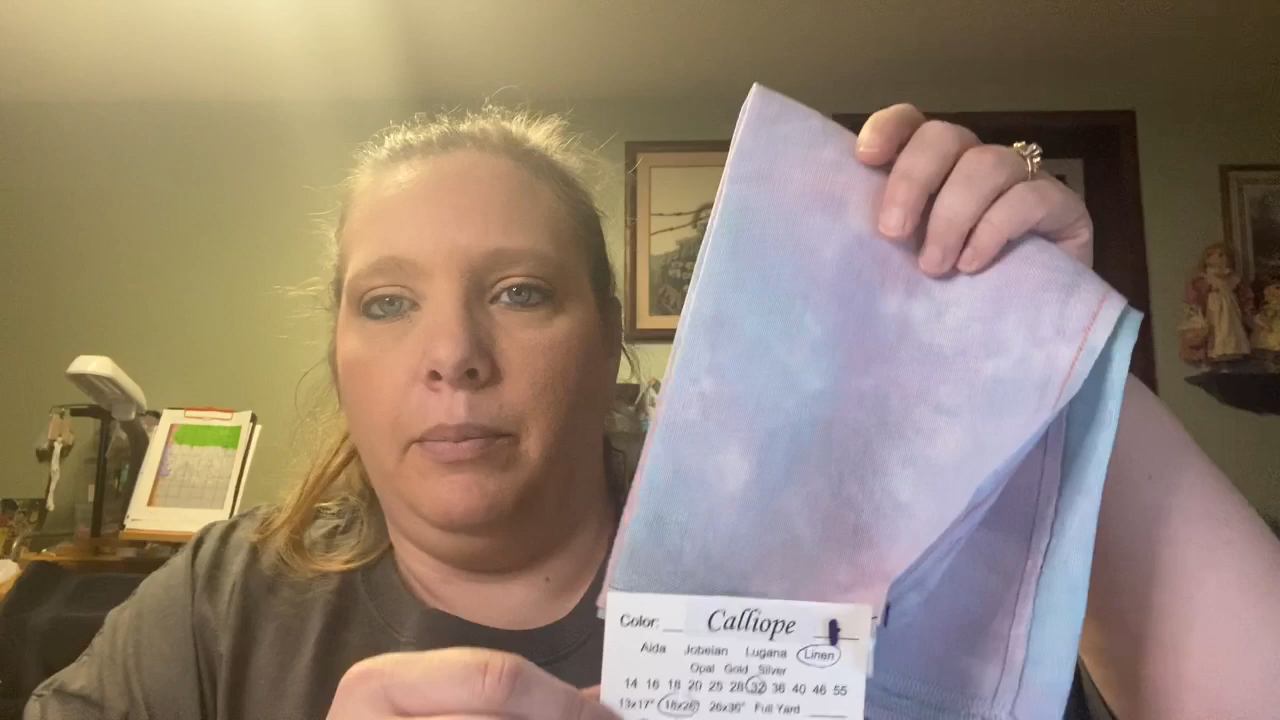 Color: Calliope
Aida Jobelan Lugana Linen
Opal Gold Silver
14 16 18 20 25 28 32 36 40 46 55
13x17" 18x26" 26x36" Full Yard